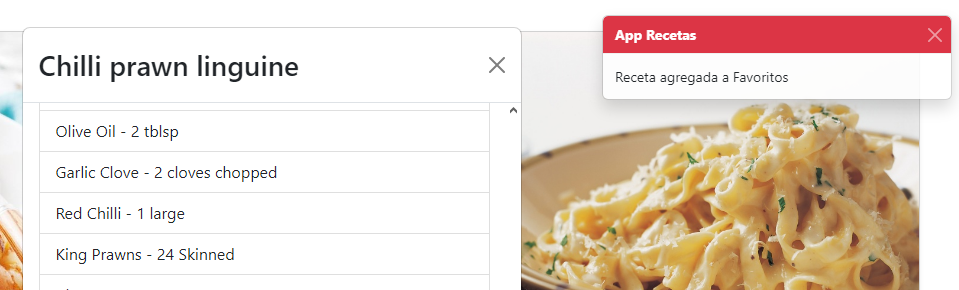 Chilli prawn linguine
Olive Oil - 2 tblsp
Garlic Clove - 2 cloves chopped
Red Chilli - 1 large
King Prawns - 24 Skinned
App Recetas
Receta agregada a Favoritos